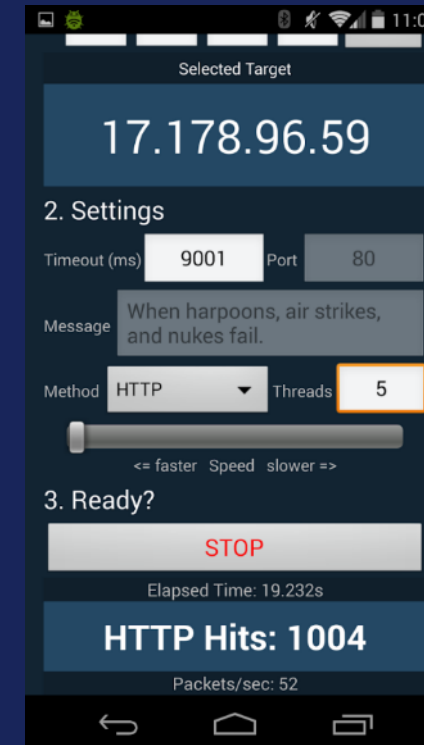 11:0
Selected Target
17.178.96.59
2. Settings
Timeout (ms) 9001 Port 80
Message When harpoons, air strikes,
and nukes fail.
Method HTTP Threads 5
<= faster Speed slower =>
3. Ready?
STOP
Elapsed Time: 19.232s
HTTP Hits: 1004
Packets/sec: 52